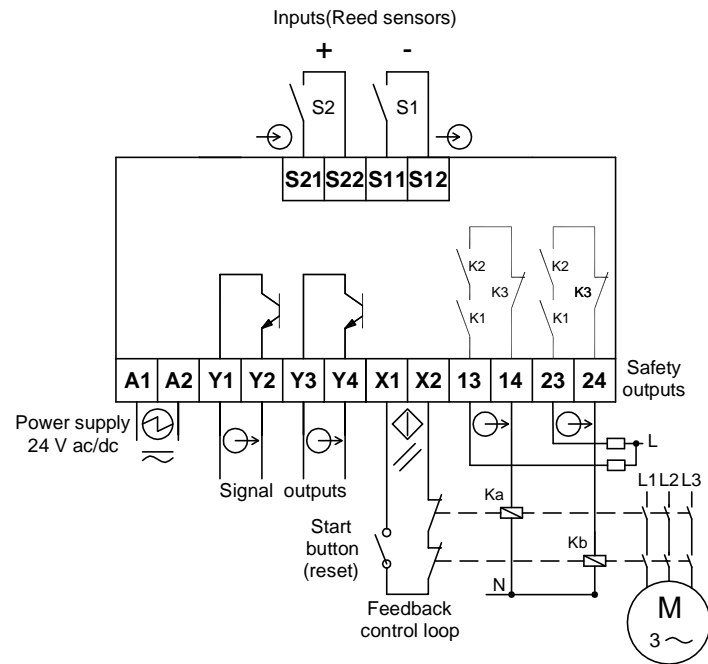 Inputs(Reed sensors)
+ -
S2 S1
S21 S22 S11 S12
K2 K3 K1 K2 K3 K1
A1 A2 Y1 Y2 Y3 Y4 X1 X2 13 14 23 24
Safety
outputs
Power supply
24 V ac/dc
Signal outputs
L
L1 L2 L3
Ka
Start
button
(reset)
Kb
N
Feedback
control loop
M
3